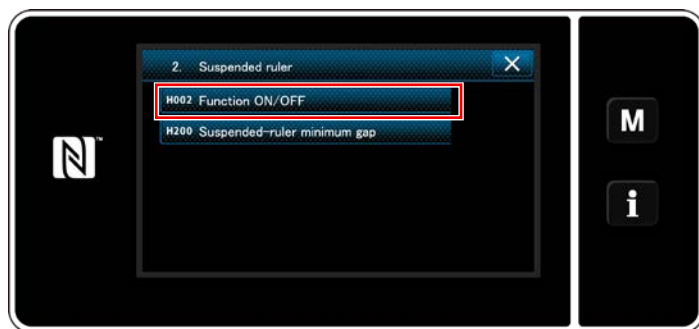 2. Suspended ruler
H002 Function ON/OFF
H200 Suspended-ruler minimum gap
M
i